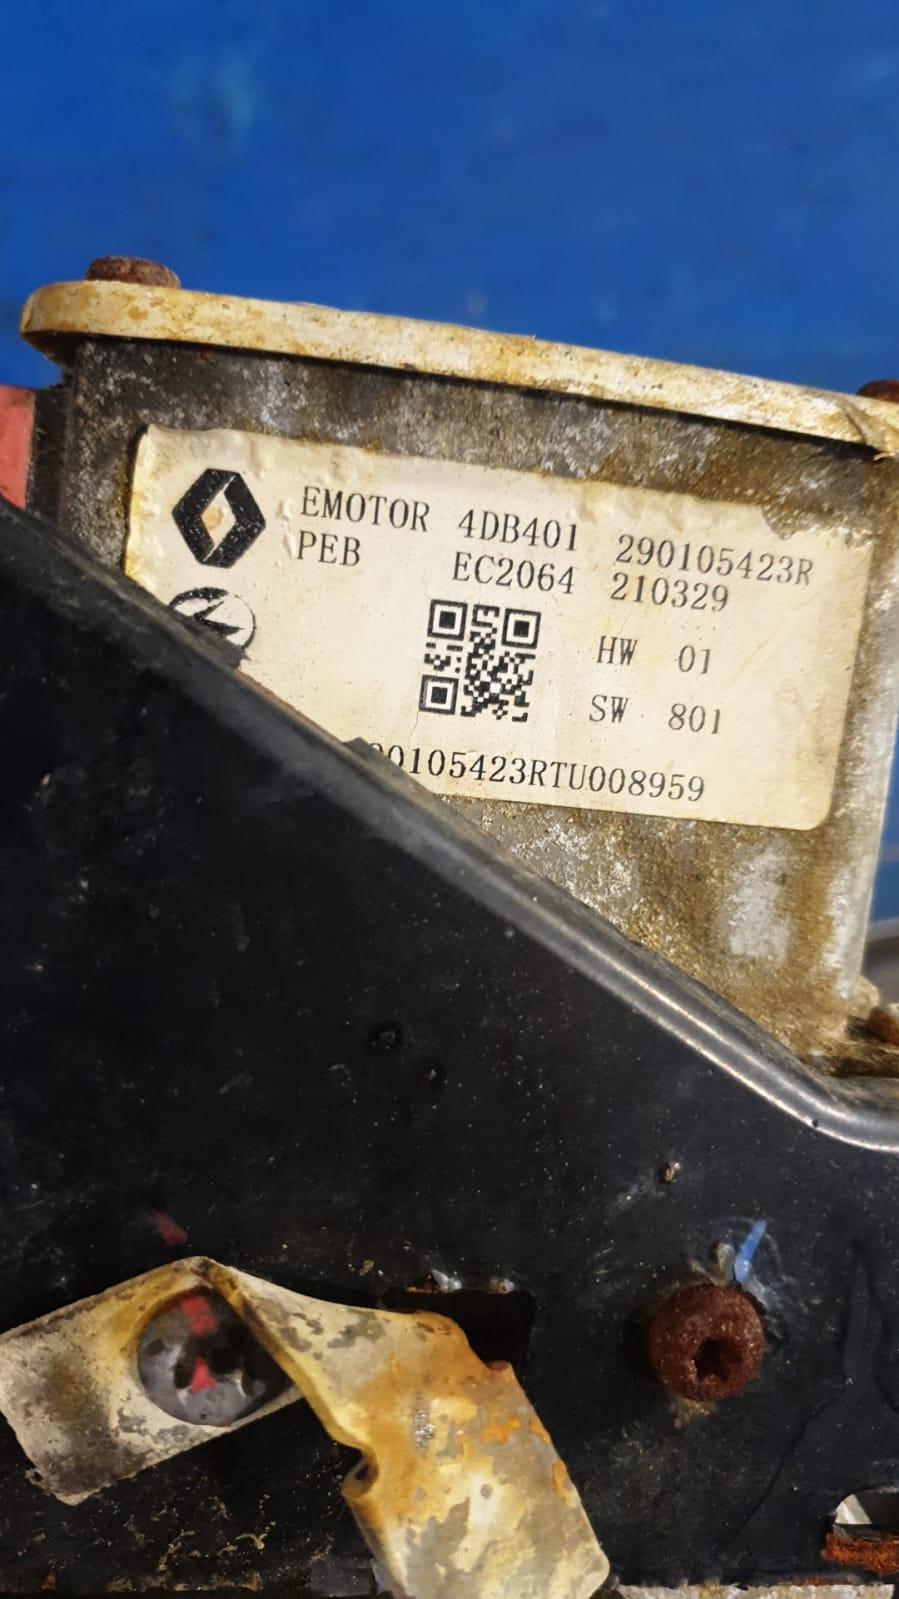 EMOTOR 4DB401 290105423R
PEB EC2064 210329
HW 01
SW 801
0105423RTU008959